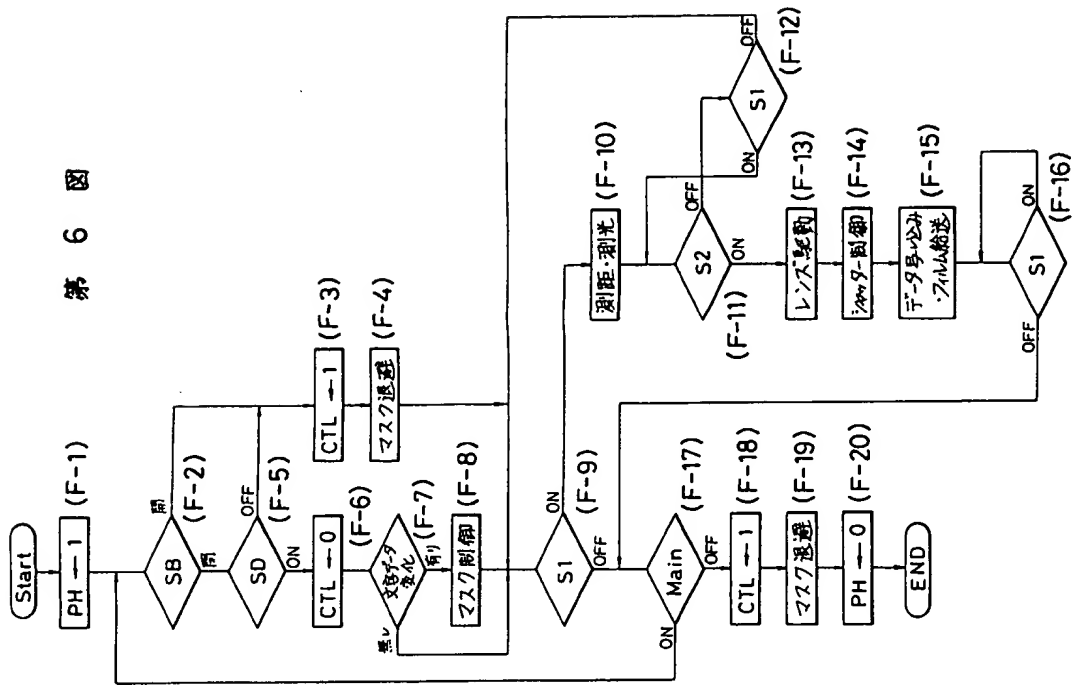 第 6 図
Start
PH ← 1 (F-1)
SB (F-2)
開
閉
SD (F-5)
OFF
ON
CTL ← 1 (F-3)
マスク退避 (F-4)
CTL ← 0 (F-6)
文字データ
変化 (F-7)
無し
有り
マスク制御 (F-8)
S1 (F-9)
ON
OFF
測距・測光 (F-10)
S2 (F-11)
OFF
ON
S1 (F-12)
OFF
ON
レンズ駆動 (F-13)
シャッター制御 (F-14)
データ写し込み
・フィルム給送 (F-15)
S1 (F-16)
ON
OFF
Main (F-17)
ON
OFF
CTL ← 1 (F-18)
マスク退避 (F-19)
PH ← 0 (F-20)
END